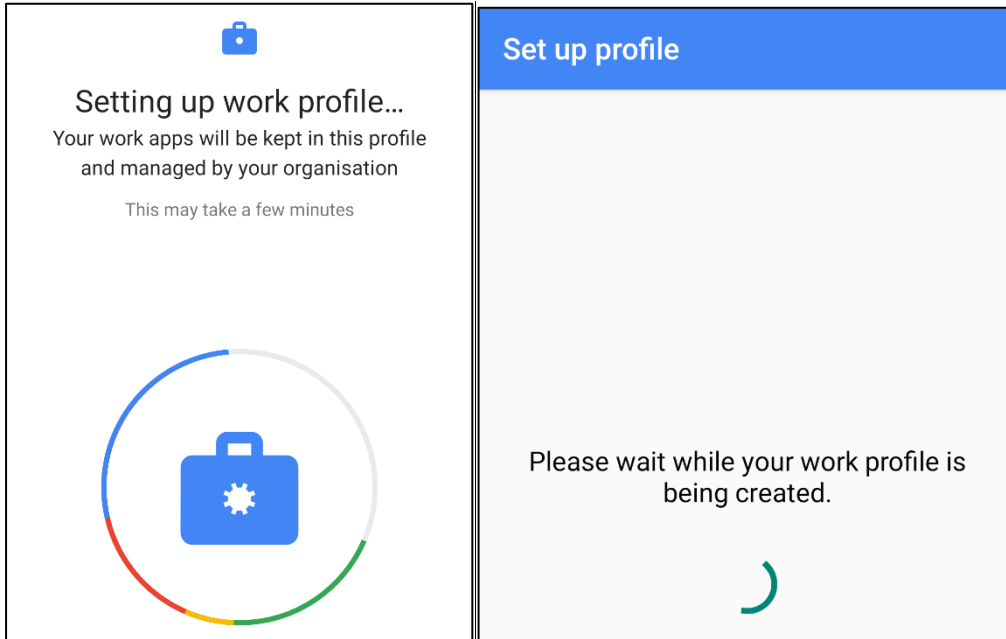 Setting up work profile...
Your work apps will be kept in this profile
and managed by your organisation
This may take a few minutes
Set up profile
Please wait while your work profile is
being created.